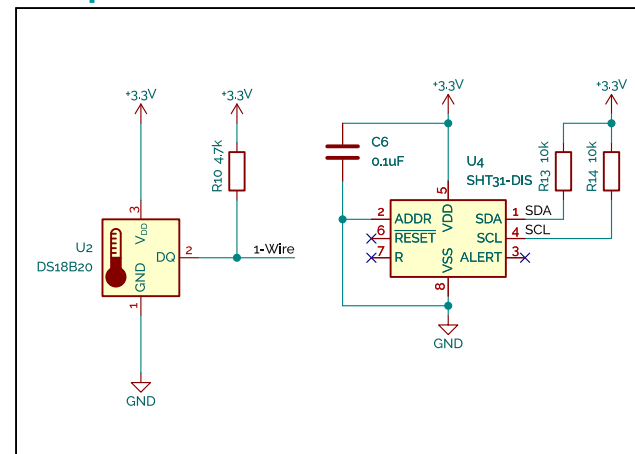 +3.3V
+3.3V
R10 4.7k
3
VDD
U2
DS18B20
DQ
2
1-Wire
GND
1
GND
+3.3V
+3.3V
C6
0.1uF
U4
SHT31-DIS
R13 10k
R14 10k
5
VDD
2
ADDR
SDA
1
SDA
6
RESET
SCL
4
SCL
7
R
ALERT
3
VSS
8
GND